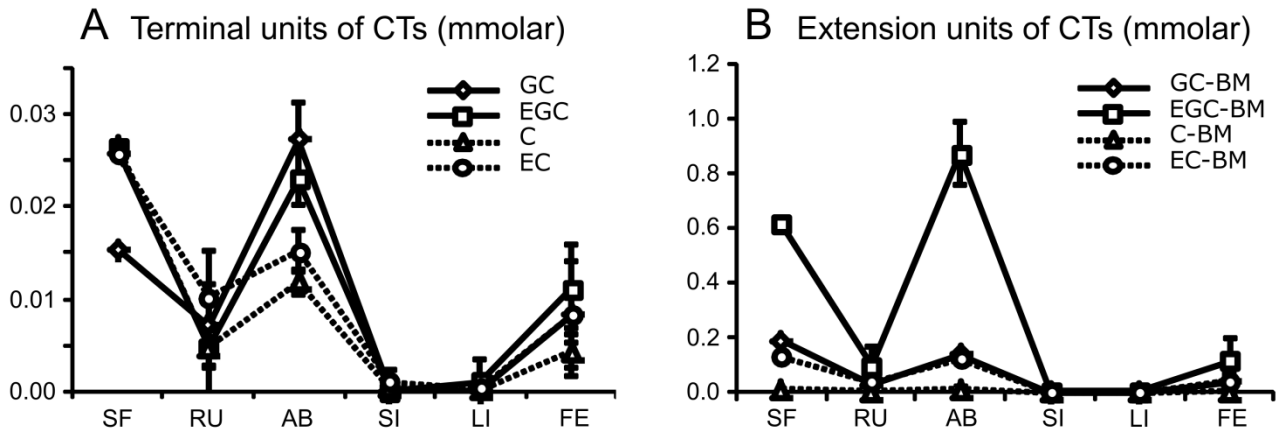 A Terminal units of CTs (mmolar)
GC
EGC
C
EC
0.03
0.02
0.01
0.00
SF RU AB SI LI FE
B Extension units of CTs (mmolar)
1.2
GC-BM
EGC-BM
C-BM
EC-BM
1.0
0.8
0.6
0.4
0.2
0.0
SF RU AB SI LI FE